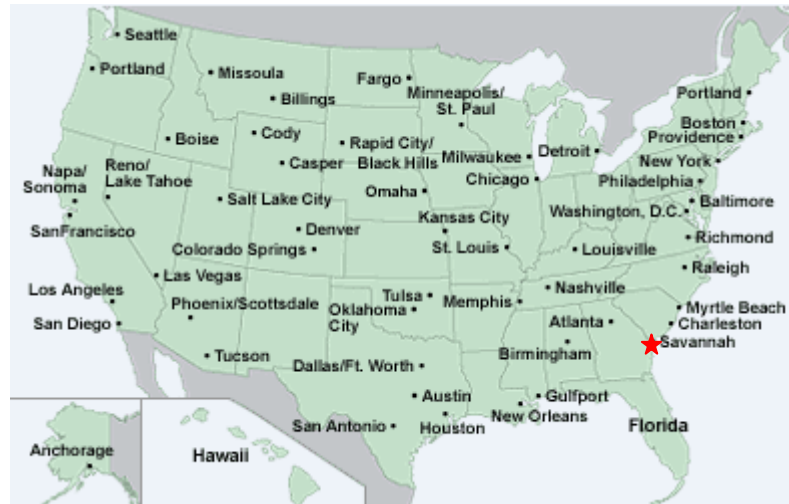 Seattle
Portland
Missoula
Fargo
Minneapolis/
St. Paul
Billings
Portland
Boston
Providence
Boise
Cody
Rapid City/
Black Hills
Casper
Milwaukee
Detroit
New York
Chicago
Philadelphia
Napa/
Sonoma
Reno/
Lake Tahoe
Salt Lake City
Omaha
Baltimore
Washington, D.C.
SanFrancisco
Denver
Kansas City
Colorado Springs
St. Louis
Louisville
Richmond
Las Vegas
Raleigh
Los Angeles
Phoenix/Scottsdale
Tulsa
Oklahoma
City
Memphis
Nashville
Myrtle Beach
San Diego
Atlanta
Charleston
Savannah
Tucson
Birmingham
Dallas/Ft. Worth
Austin
Gulfport
New Orleans
San Antonio
Houston
Florida
Anchorage
Hawaii